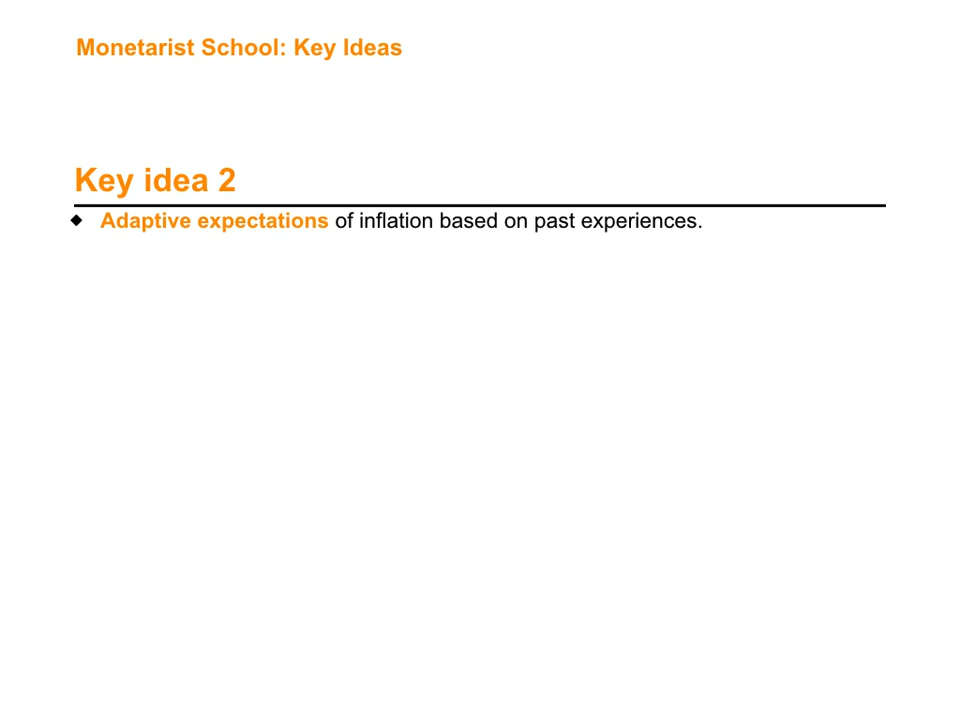 Monetarist School: Key Ideas
Key idea 2
◆ Adaptive expectations of inflation based on past experiences.